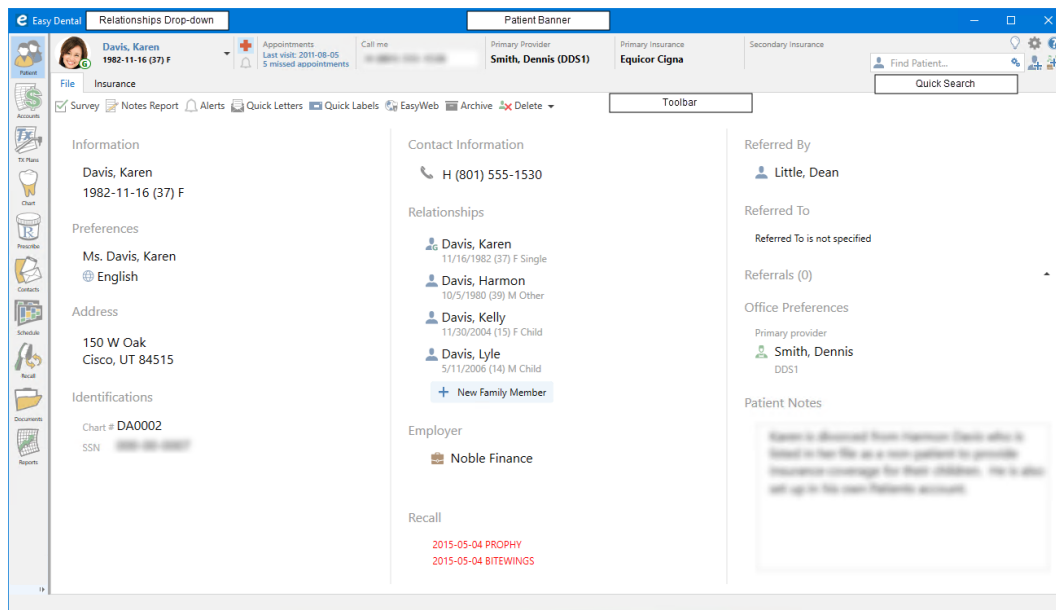 Easy Dental
Relationships Drop-down
Patient Banner
Davis, Karen
1982-11-16 (37) F
Appointments
Last visit: 2011-08-05
5 missed appointments
Call me
Primary Provider
Smith, Dennis (DDS1)
Primary Insurance
Equicor Cigna
Secondary Insurance
Find Patient...
Quick Search
File Insurance
Survey Notes Report Alerts Quick Letters Quick Labels EasyWeb Archive Delete
Toolbar
Patient
Accounts
TX Plans
Chart
Prescribe
Contacts
Schedule
Recall
Documents
Reports
Information
Davis, Karen
1982-11-16 (37) F
Preferences
Ms. Davis, Karen
English
Address
150 W Oak
Cisco, UT 84515
Identifications
Chart # DA0002
SSN
Contact Information
H (801) 555-1530
Relationships
Davis, Karen
11/16/1982 (37) F Single
Davis, Harmon
10/5/1980 (39) M Other
Davis, Kelly
11/30/2004 (15) F Child
Davis, Lyle
5/11/2006 (14) M Child
+ New Family Member
Employer
Noble Finance
Recall
2015-05-04 PROPHY
2015-05-04 BITEWINGS
Referred By
Little, Dean
Referred To
Referred To is not specified
Referrals (0)
Office Preferences
Primary provider
Smith, Dennis
DDS1
Patient Notes